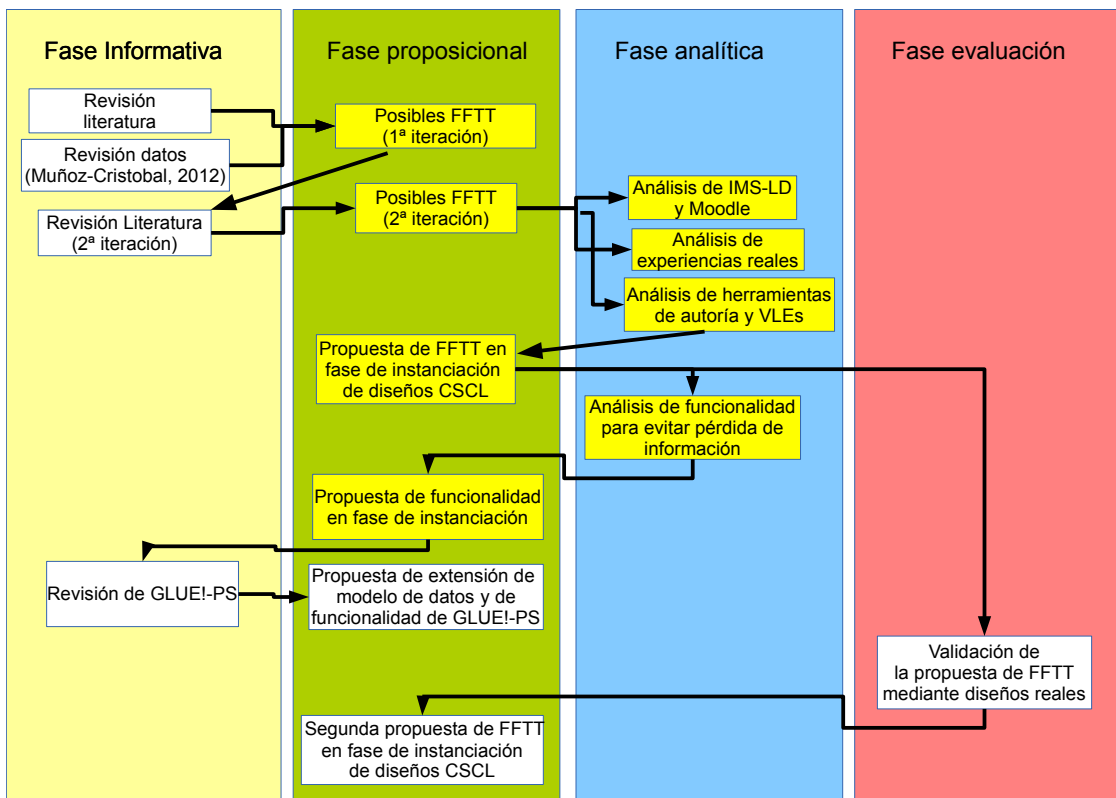 Fase Informativa
Fase proposicional
Fase analítica
Fase evaluación
Revisión
literatura
Posibles FFTT
(1ª iteración)
Revisión datos
(Muñoz-Cristobal, 2012)
Revisión Literatura
(2ª iteración)
Posibles FFTT
(2ª iteración)
Análisis de IMS-LD
y Moodle
Análisis de
experiencias reales
Análisis de herramientas
de autoría y VLEs
Propuesta de FFTT en
fase de instanciación
de diseños CSCL
Análisis de funcionalidad
para evitar pérdida de
información
Propuesta de funcionalidad
en fase de instanciación
Revisión de GLUE!-PS
Propuesta de extensión de
modelo de datos y de
funcionalidad de GLUE!-PS
Validación de
la propuesta de FFTT
mediante diseños reales
Segunda propuesta de FFTT
en fase de instanciación
de diseños CSCL